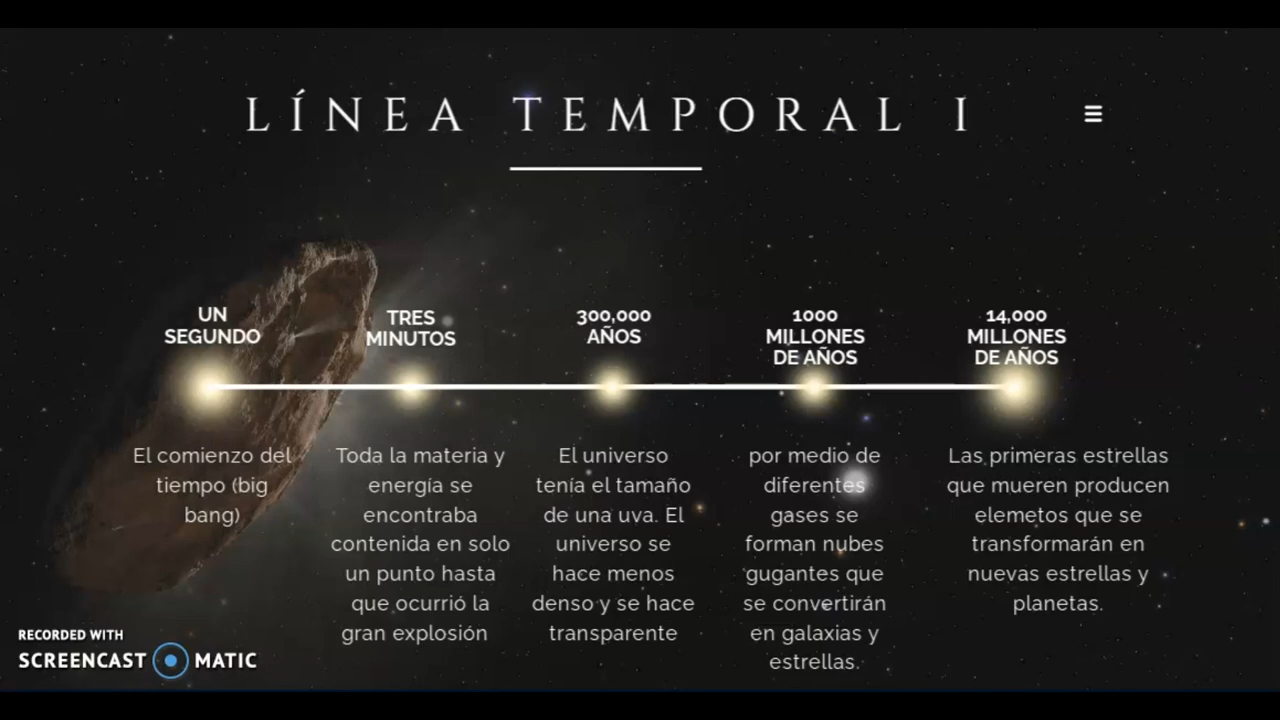 LÍNEA TEMPORAL I
UN
SEGUNDO
El comienzo del
tiempo (big
bang)
TRES
MINUTOS
Toda la materia y
energía se
encontraba
contenida en solo
un punto hasta
que ocurrió la
gran explosión
300,000
AÑOS
El universo
tenía el tamaño
de una uva. El
universo se
hace menos
denso y se hace
transparente
1000
MILLONES
DE AÑOS
por medio de
diferentes
gases se
forman nubes
gugantes que
se convertirán
en galaxias y
estrellas.
14,000
MILLONES
DE AÑOS
Las primeras estrellas
que mueren producen
elemetos que se
transformarán en
nuevas estrellas y
planetas.
RECORDED WITH
SCREENCAST MATIC